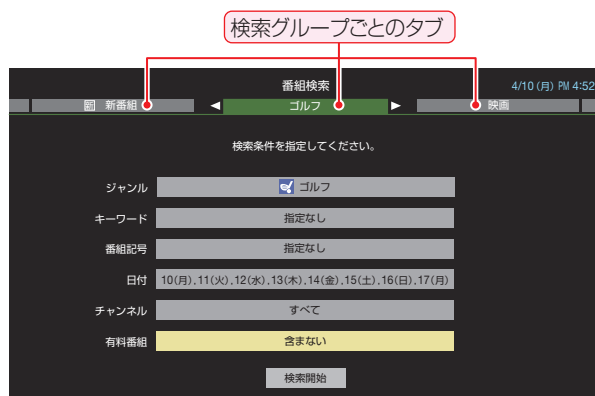 検索グループごとのタブ
番組検索 4/10(月) PM 4:52
新 新番組 ◀ ゴルフ ▶ 映画
検索条件を指定してください。
ジャンル ゴルフ
キーワード 指定なし
番組記号 指定なし
日付 10(月),11(火),12(水),13(木),14(金),15(土),16(日),17(月)
チャンネル すべて
有料番組 含まない
検索開始